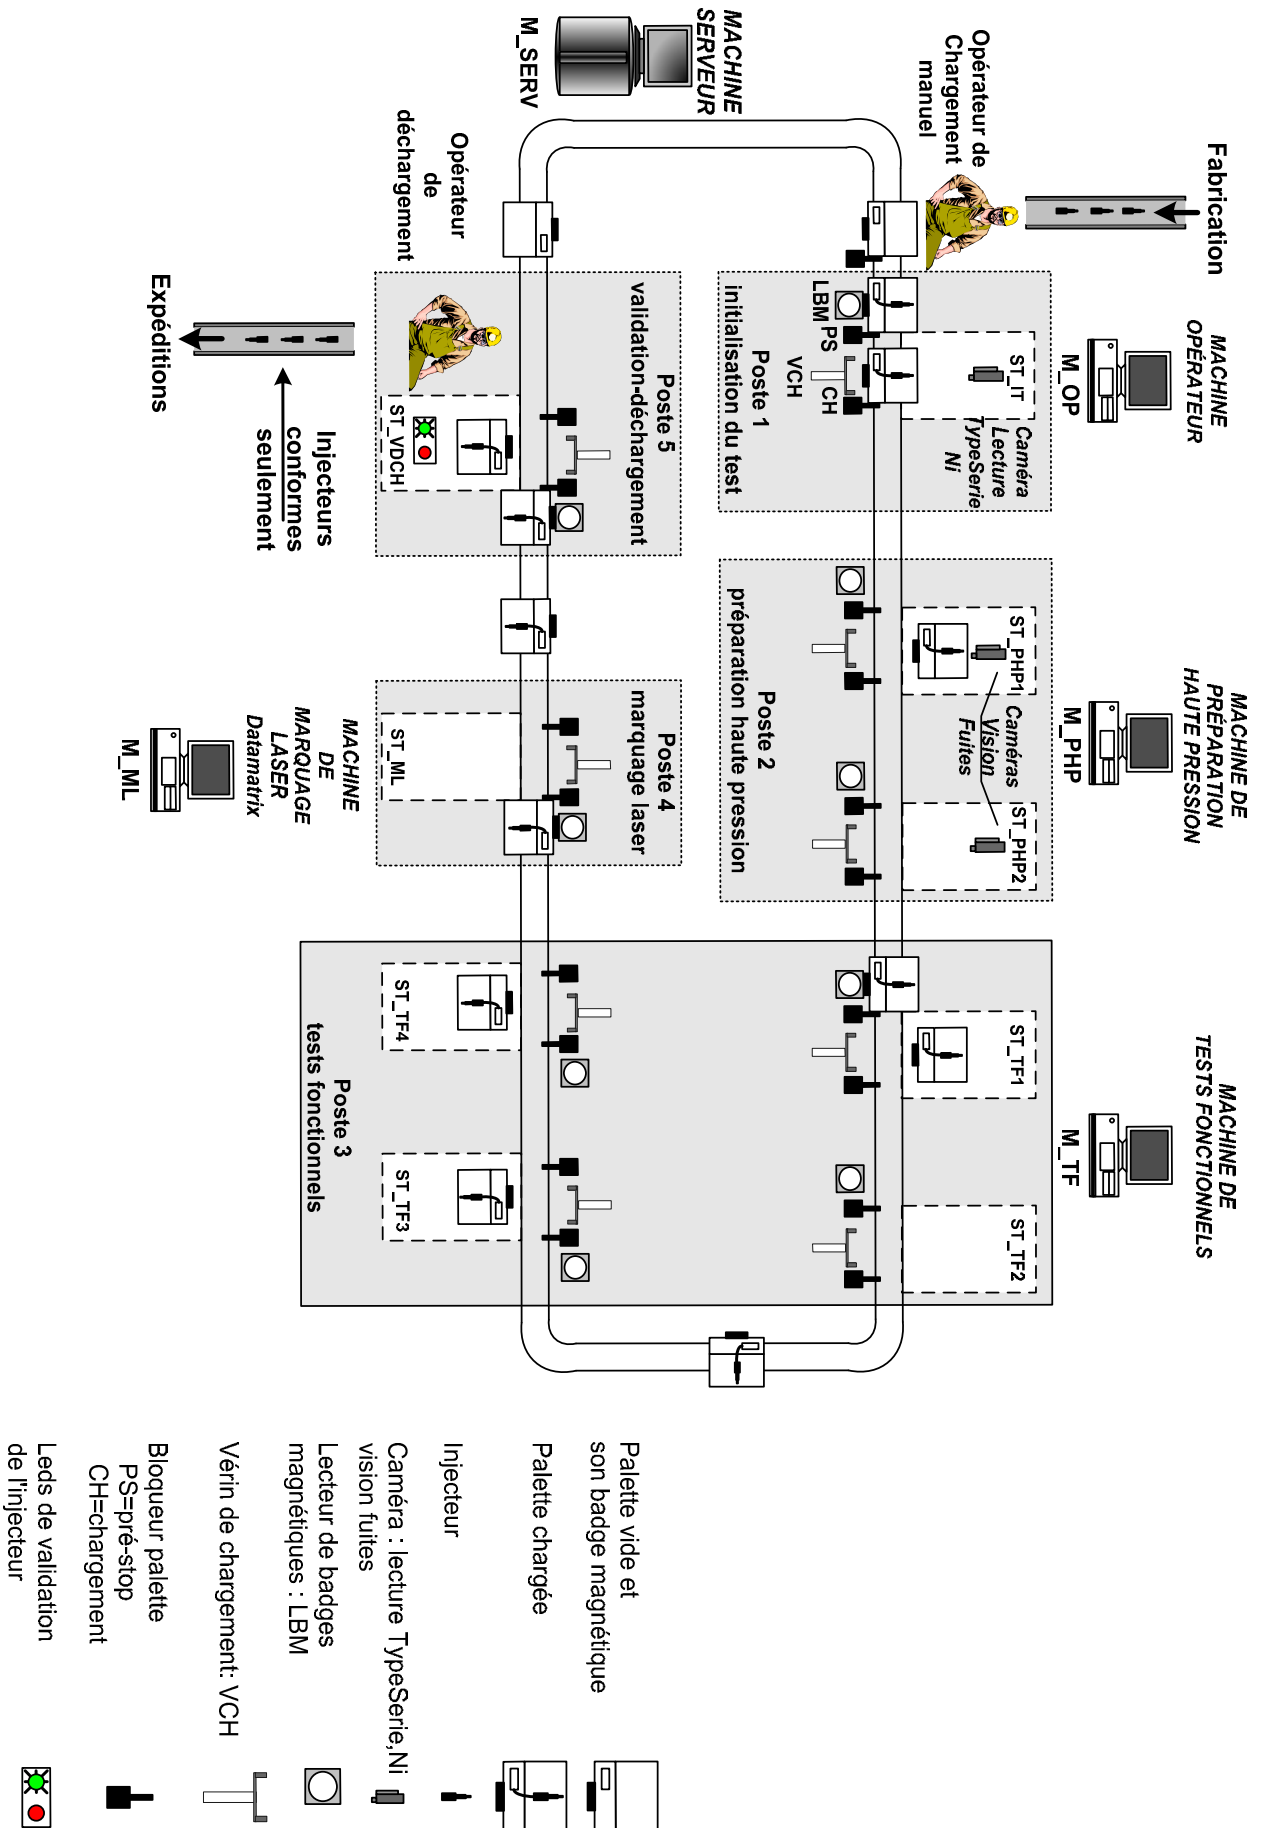 MACHINE
SERVEUR
M_SERV
Opérateur de
Chargement
manuel
Fabrication
MACHINE
OPÉRATEUR
M_OP
ST_IT
Caméra
Lecture
TypeSerie
Ni
LBM
PS
CH
VCH
Poste 1
initialisation du test
MACHINE DE
PRÉPARATION
HAUTE PRESSION
M_PHP
ST_PHP1
Caméras
Vision
Fuites
ST_PHP2
Poste 2
préparation haute pression
MACHINE DE
TESTS FONCTIONNELS
M_TF
ST_TF1
ST_TF2
ST_TF4
ST_TF3
Poste 3
tests fonctionnels
Poste 4
marquage laser
ST_ML
MACHINE
DE
MARQUAGE
LASER
Datamatrix
M_ML
Poste 5
validation-déchargement
ST_VDCH
Opérateur
de
déchargement
Injecteurs
conformes
seulement
Expéditions
Palette vide et
son badge magnétique
Palette chargée
Injecteur
Caméra : lecture TypeSerie,Ni
vision fuites
Lecteur de badges
magnétiques : LBM
Vérin de chargement: VCH
Bloqueur palette
PS=pré-stop
CH=chargement
Leds de validation
de l'injecteur